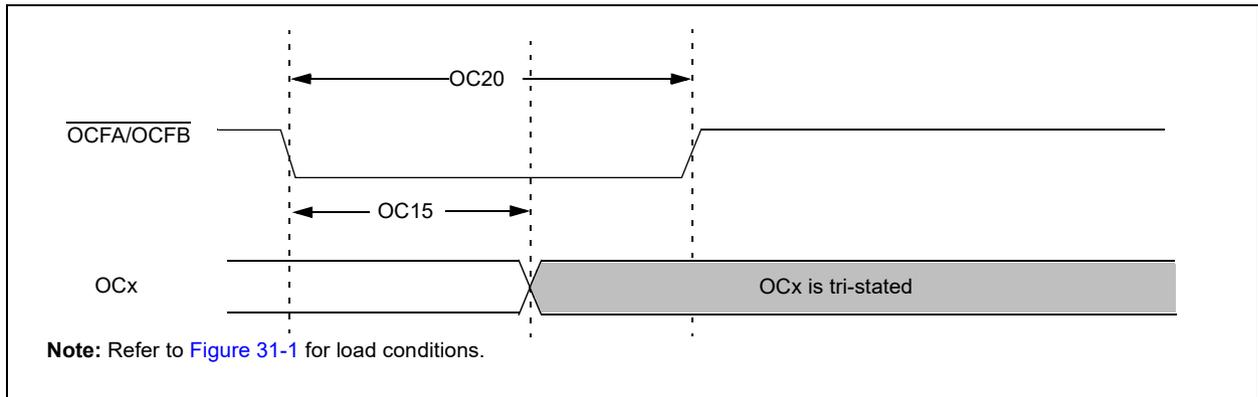 OC20
OCFA/OCFB
OC15
OCx
OCx is tri-stated
Note: Refer to Figure 31-1 for load conditions.